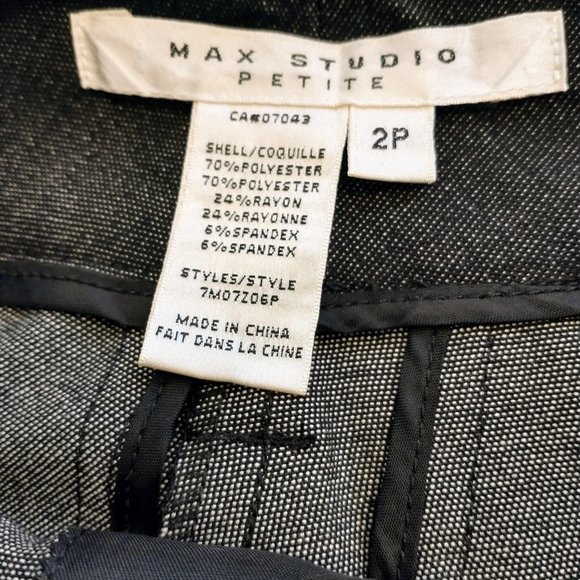 MAX STUDIO
PETITE
2P
CA#07043
SHELL/COQUILLE
70%POLYESTER
70%POLYESTER
24%RAYON
24%RAYONNE
6%SPANDEX
6%SPANDEX
STYLES/STYLE
7M07Z06P
MADE IN CHINA
FAIT DANS LA CHINE